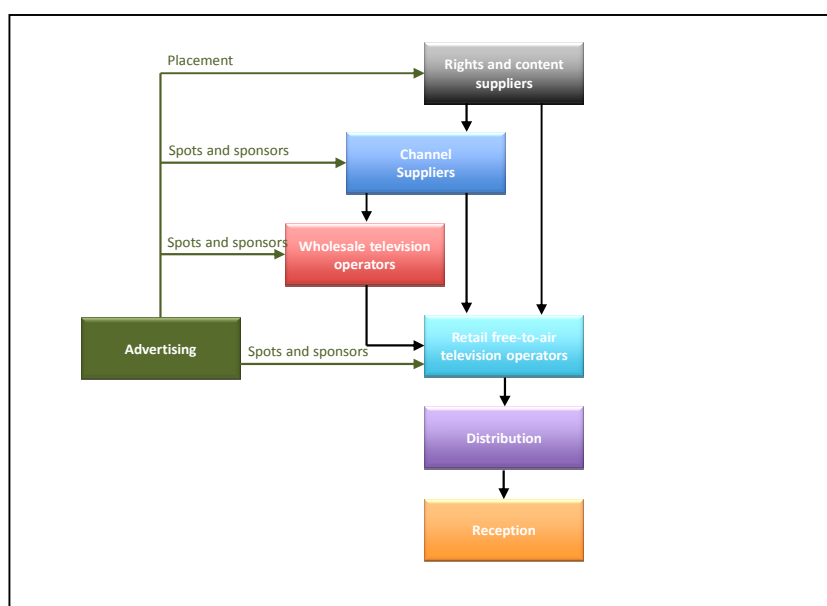 Placement
Rights and content
suppliers
Spots and sponsors
Channel
Suppliers
Spots and sponsors
Wholesale television
operators
Advertising
Spots and sponsors
Retail free-to-air
television operators
Distribution
Reception